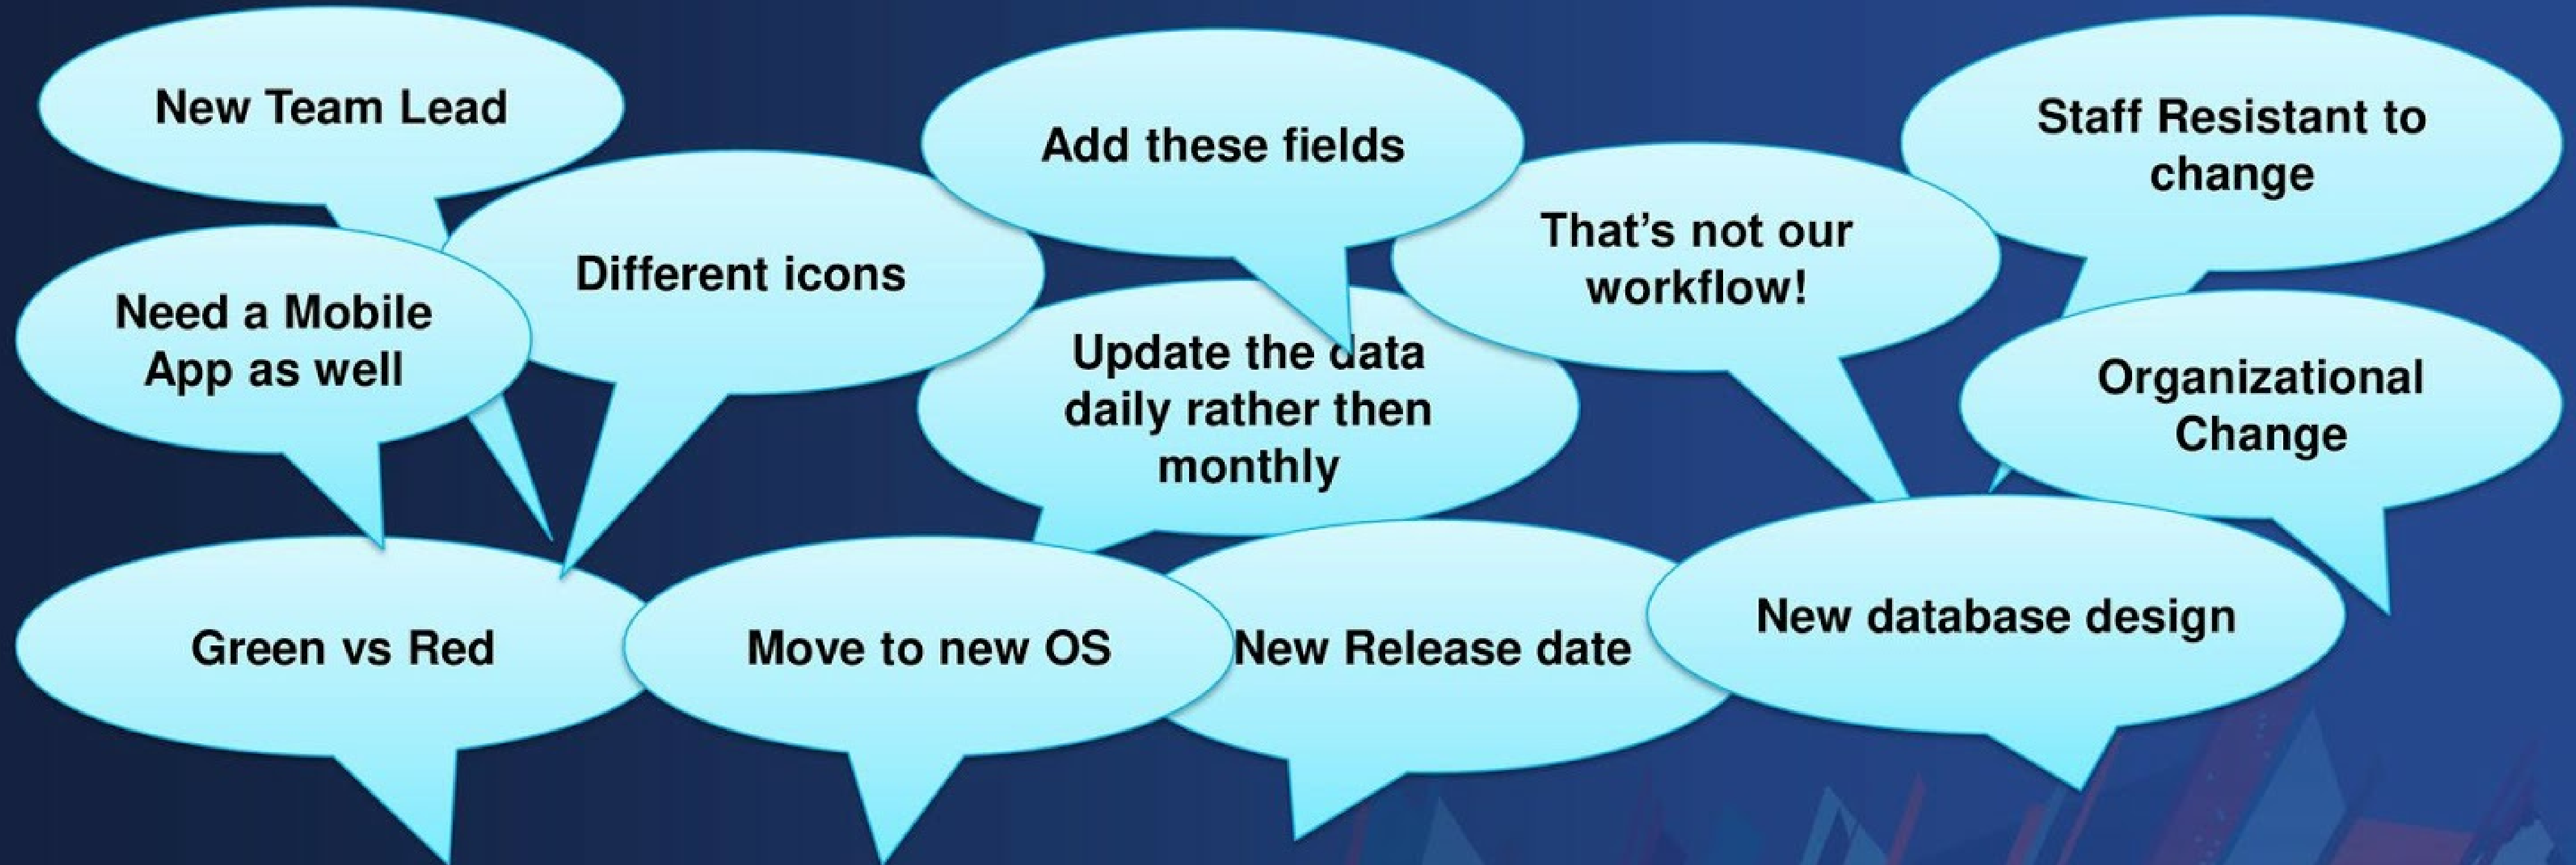 New Team Lead
Add these fields
Staff Resistant to
change
Different icons
That's not our
workflow!
Need a Mobile
App as well
Update the data
daily rather then
monthly
Organizational
Change
Green vs Red
Move to new OS
New Release date
New database design